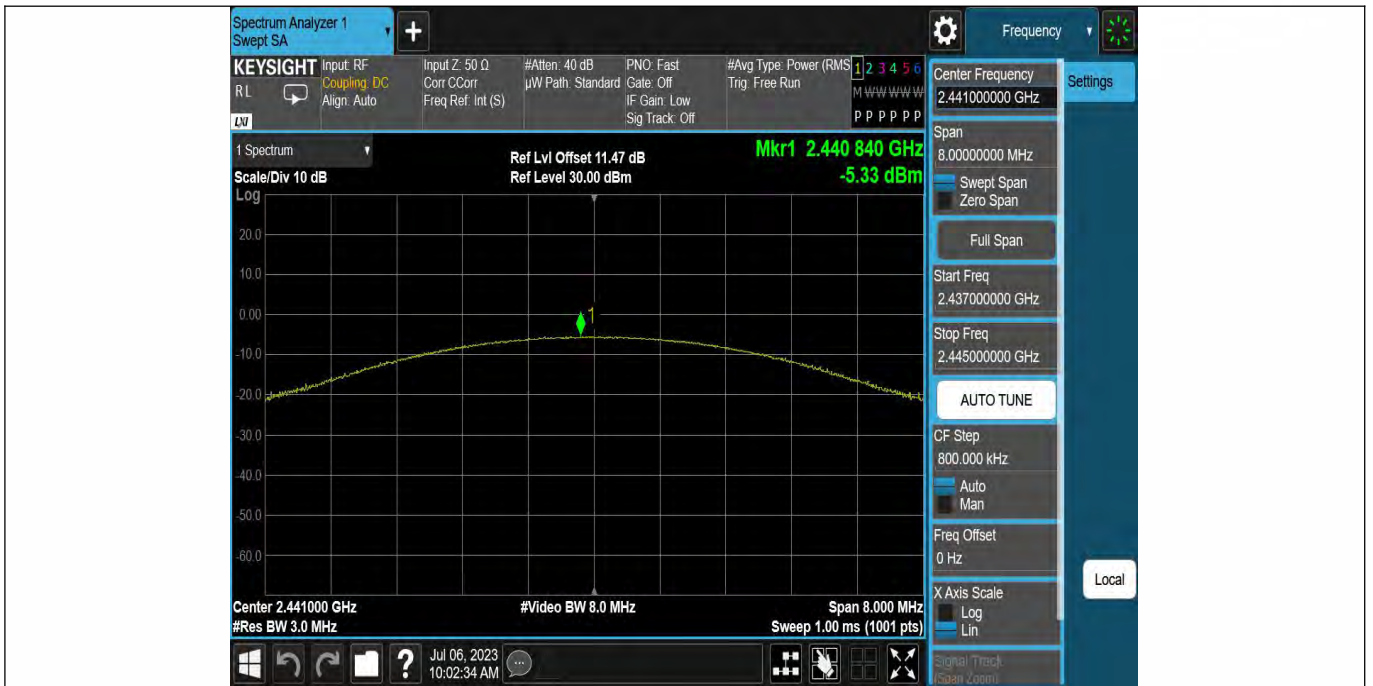 Spectrum Analyzer 1
Swept SA
+
Frequency
KEYSIGHT
RL
LXI
Input: RF
Coupling: DC
Align: Auto
Input Z: 50 Ω
Corr CCorr
Freq Ref: Int (S)
#Atten: 40 dB
µW Path: Standard
PNO: Fast
Gate: Off
IF Gain: Low
Sig Track: Off
#Avg Type: Power (RMS
Trig: Free Run
1 2 3 4 5 6
M W W W W W
P P P P P P
1 Spectrum
Scale/Div 10 dB
Log
Ref Lvl Offset 11.47 dB
Ref Level 30.00 dBm
Mkr1 2.440 840 GHz
-5.33 dBm
20.0
10.0
0.00
-10.0
-20.0
-30.0
-40.0
-50.0
-60.0
1
Center 2.441000 GHz
#Res BW 3.0 MHz
#Video BW 8.0 MHz
Span 8.000 MHz
Sweep 1.00 ms (1001 pts)
Center Frequency
2.441000000 GHz
Settings
Span
8.00000000 MHz
Swept Span
Zero Span
Full Span
Start Freq
2.437000000 GHz
Stop Freq
2.445000000 GHz
AUTO TUNE
CF Step
800.000 kHz
Auto
Man
Freq Offset
0 Hz
X Axis Scale
Log
Lin
Signal Track
(Span Zoom)
Local
?
Jul 06, 2023
10:02:34 AM